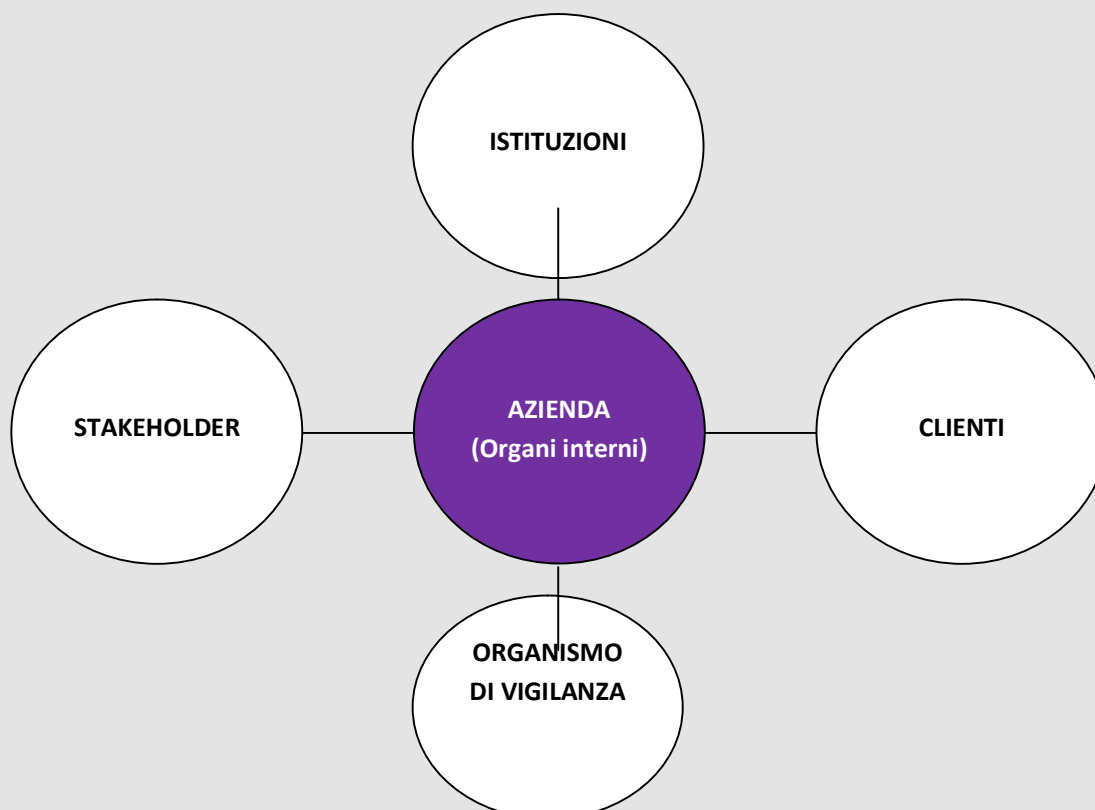 ISTITUZIONI
STAKEHOLDER
AZIENDA
(Organi interni)
CLIENTI
ORGANISMO
DI VIGILANZA